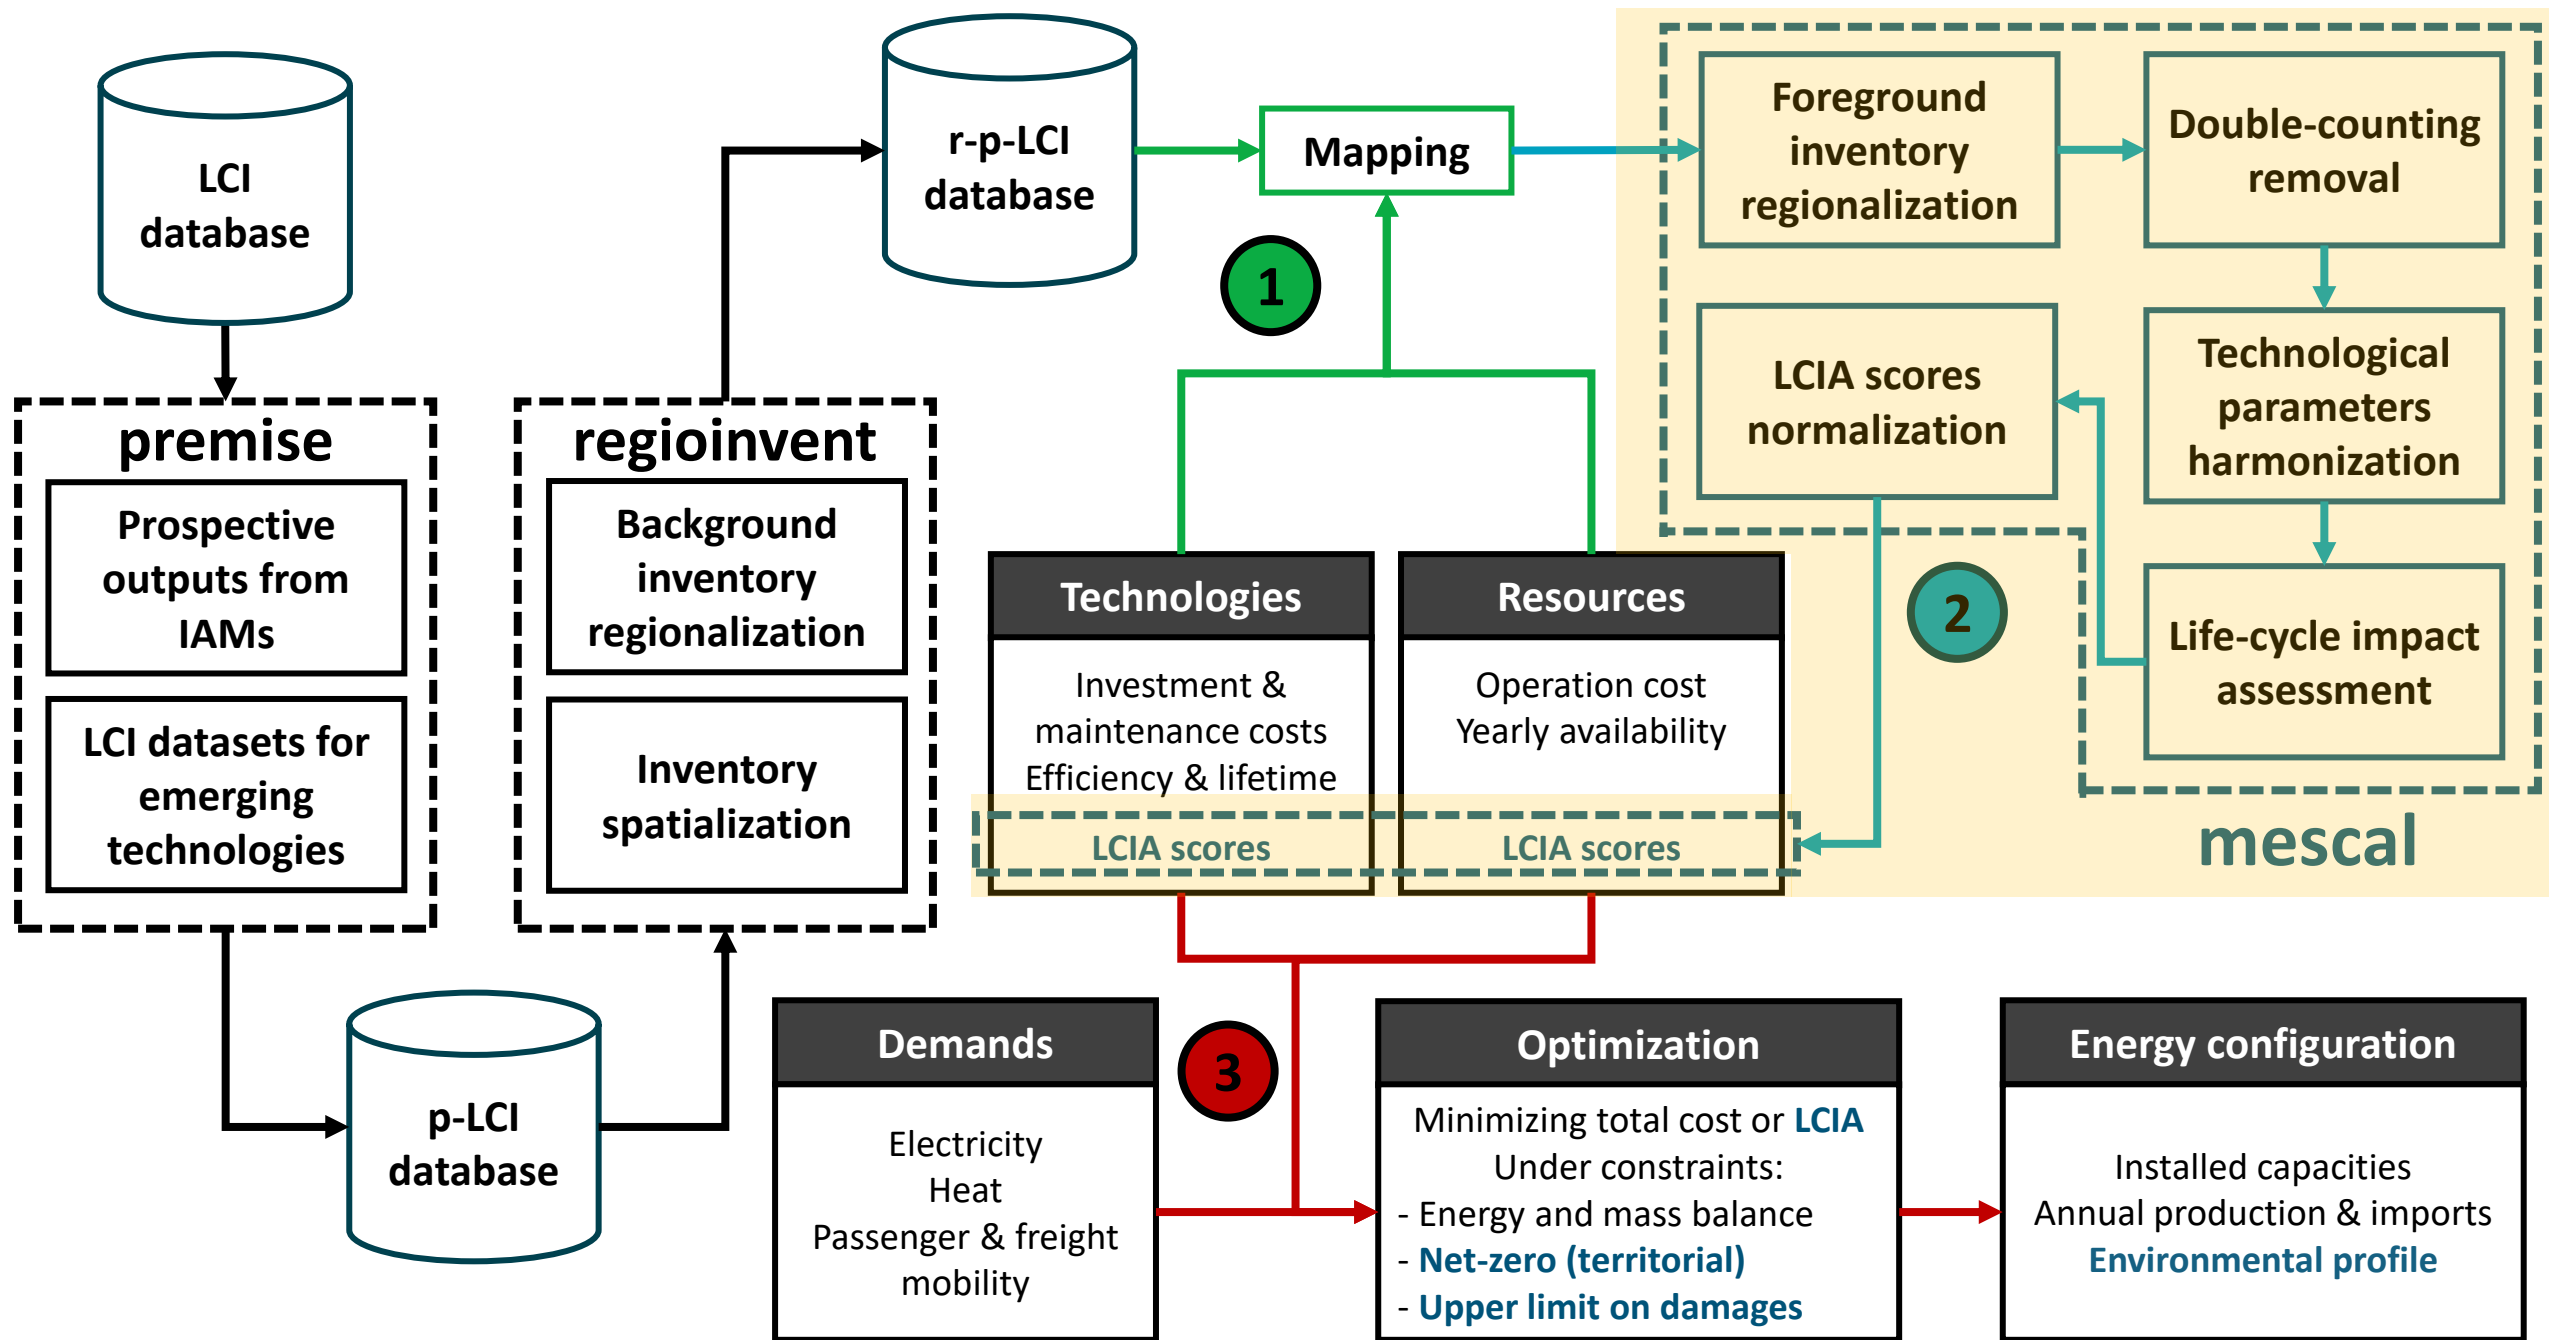 LCI
database
premise
Prospective
outputs from
IAMs
LCI datasets for
emerging
technologies
p-LCI
database
regioinvent
Background
inventory
regionalization
Inventory
spatialization
r-p-LCI
database
Mapping
1
Foreground
inventory
regionalization
Double-counting
removal
Technological
parameters
harmonization
Life-cycle impact
assessment
LCIA scores
normalization
2
mescal
Technologies
Investment &
maintenance costs
Efficiency & lifetime
LCIA scores
Resources
Operation cost
Yearly availability
LCIA scores
3
Demands
Electricity
Heat
Passenger & freight
mobility
Optimization
Minimizing total cost or LCIA
Under constraints:
- Energy and mass balance
- Net-zero (territorial)
- Upper limit on damages
Energy configuration
Installed capacities
Annual production & imports
Environmental profile